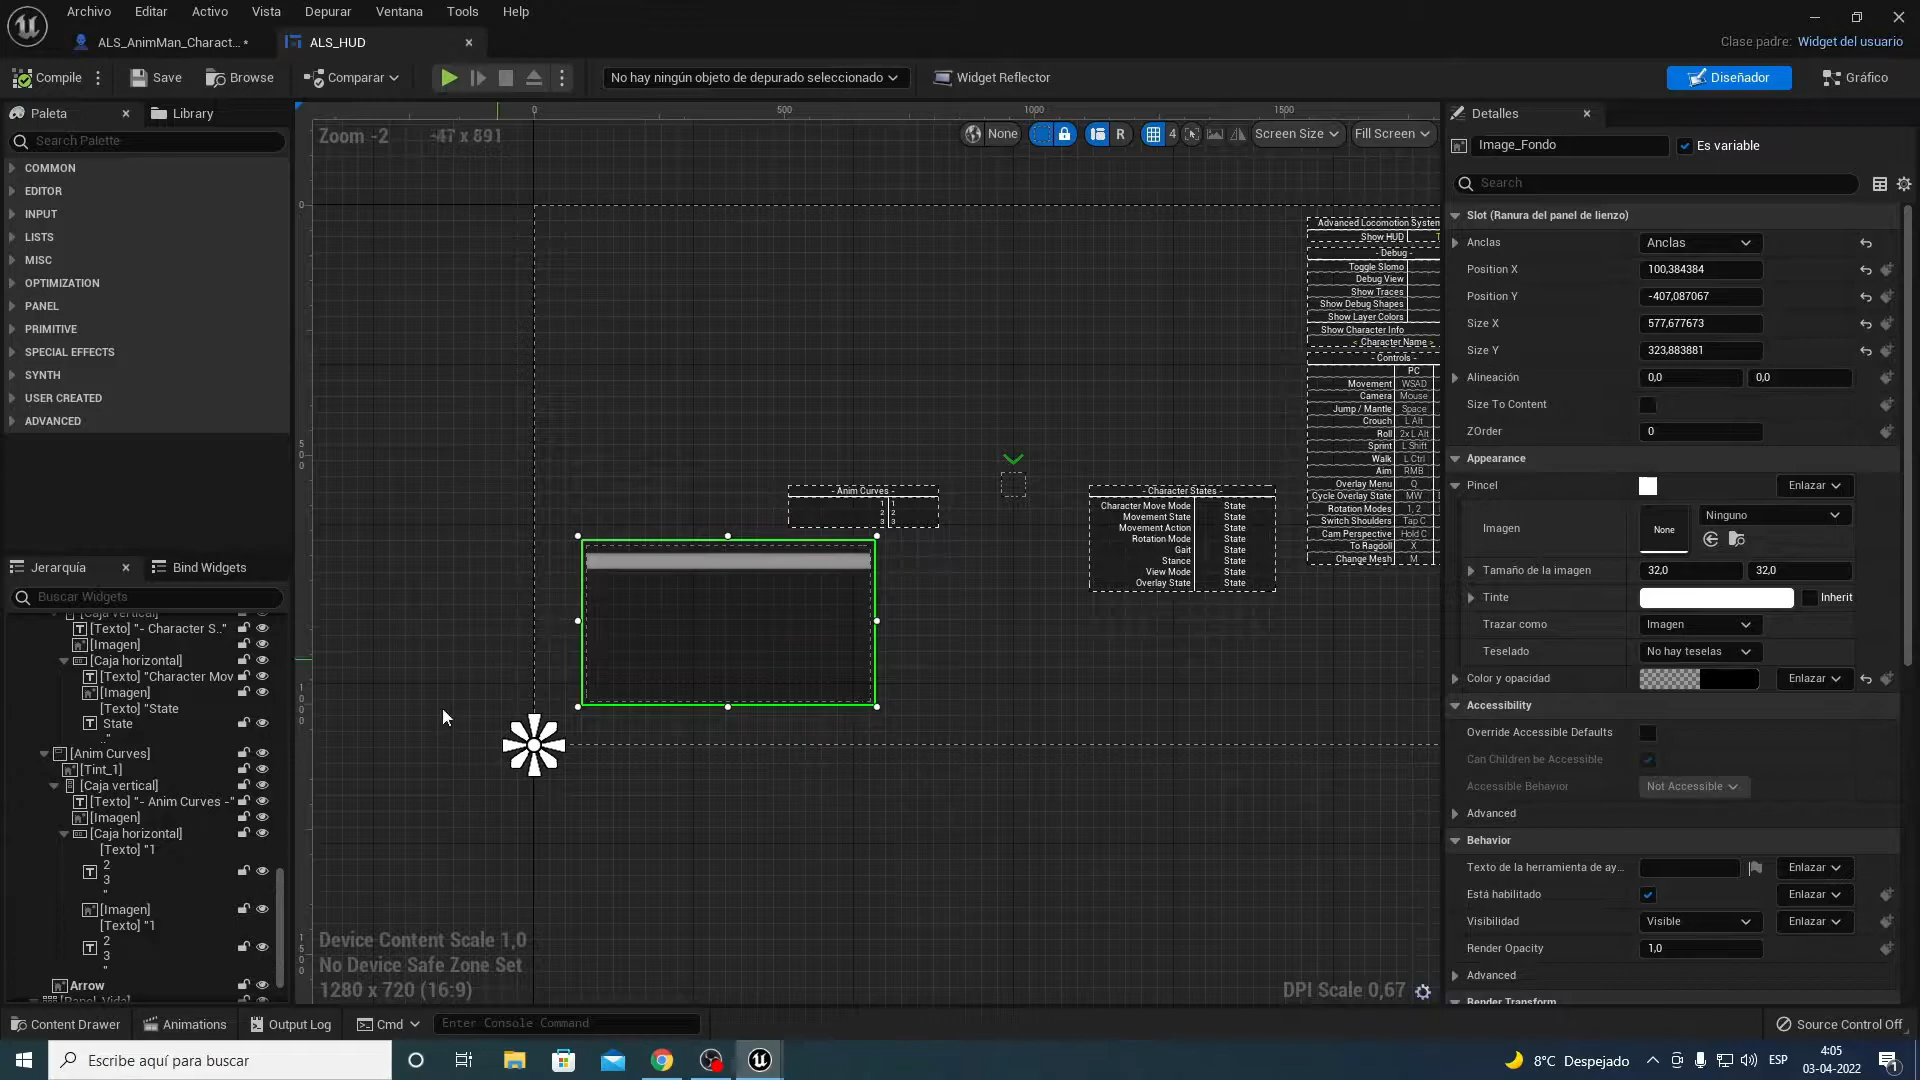 Archivo Editar Activo Vista Depurar Ventana Tools Help
ALS_AnimMan_Charact... •
ALS_HUD
Clase padre: Widget del usuario
Compile
Save
Browse
Comparar
No hay ningún objeto de depurado seleccionado
Widget Reflector
Diseñador
Gráfico
Paleta
Library
Search Palette
COMMON
EDITOR
INPUT
LISTS
MISC
OPTIMIZATION
PANEL
PRIMITIVE
SPECIAL EFFECTS
SYNTH
USER CREATED
ADVANCED
Jerarquía
Bind Widgets
Buscar Widgets
[Caja vertical]
[Texto] "- Character S.."
[Imagen]
[Caja horizontal]
[Texto] "Character Mov
[Imagen]
[Texto] "State
State
.."
[Anim Curves]
[Tint_1]
[Caja vertical]
[Texto] "- Anim Curves -"
[Imagen]
[Caja horizontal]
[Texto] "1
2
3
"
[Imagen]
[Texto] "1
2
3
"
Arrow
[Panel_Vida]
0 500 1000 1500
Zoom -2
-47 x 891
None
R
4
Screen Size
Fill Screen
0
500
1000
1500
Advanced Locomotion System
Show HUD
- Debug -
Toggle Slomo
Debug View
Show Traces
Show Debug Shapes
Show Layer Colors
Show Character Info
< Character Name >
- Controls -
PC
Movement WSAD
Camera Mouse
Jump / Mantle Space
Crouch L Alt
Roll 2x L Alt
Sprint L Shift
Walk L Ctrl
Aim RMB
Overlay Menu Q
Cycle Overlay State MW
Rotation Modes 1, 2
Switch Shoulders Tap C
Cam Perspective Hold C
To Ragdoll X
Change Mesh M
- Anim Curves -
1 1
2 2
3 3
- Character States -
Character Move Mode State
Movement State State
Movement Action State
Rotation Mode State
Gait State
Stance State
View Mode State
Overlay State State
Device Content Scale 1,0
No Device Safe Zone Set
1280 x 720 (16:9)
DPI Scale 0,67
Detalles
Image_Fondo
Es variable
Search
Slot (Ranura del panel de lienzo)
Anclas Anclas
Position X 100,384384
Position Y -407,087067
Size X 577,677673
Size Y 323,883881
Alineación 0,0 0,0
Size To Content
ZOrder 0
Appearance
Pincel Enlazar
Imagen None Ninguno
Tamaño de la imagen 32,0 32,0
Tinte Inherit
Trazar como Imagen
Teselado No hay teselas
Color y opacidad Enlazar
Accessibility
Override Accessible Defaults
Can Children be Accessible
Accessible Behavior Not Accessible
Advanced
Behavior
Texto de la herramienta de ay... Enlazar
Está habilitado Enlazar
Visibilidad Visible Enlazar
Render Opacity 1,0
Advanced
Render Transform
Content Drawer
Animations
Output Log
Cmd
Enter Console Command
Source Control Off
Escribe aquí para buscar
8°C Despejado
ESP
4:05
03-04-2022
1